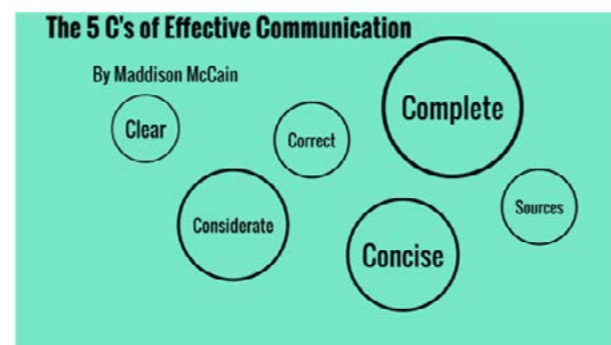 The 5 C's of Effective Communication
By Maddison McCain
Clear
Correct
Complete
Considerate
Concise
Sources